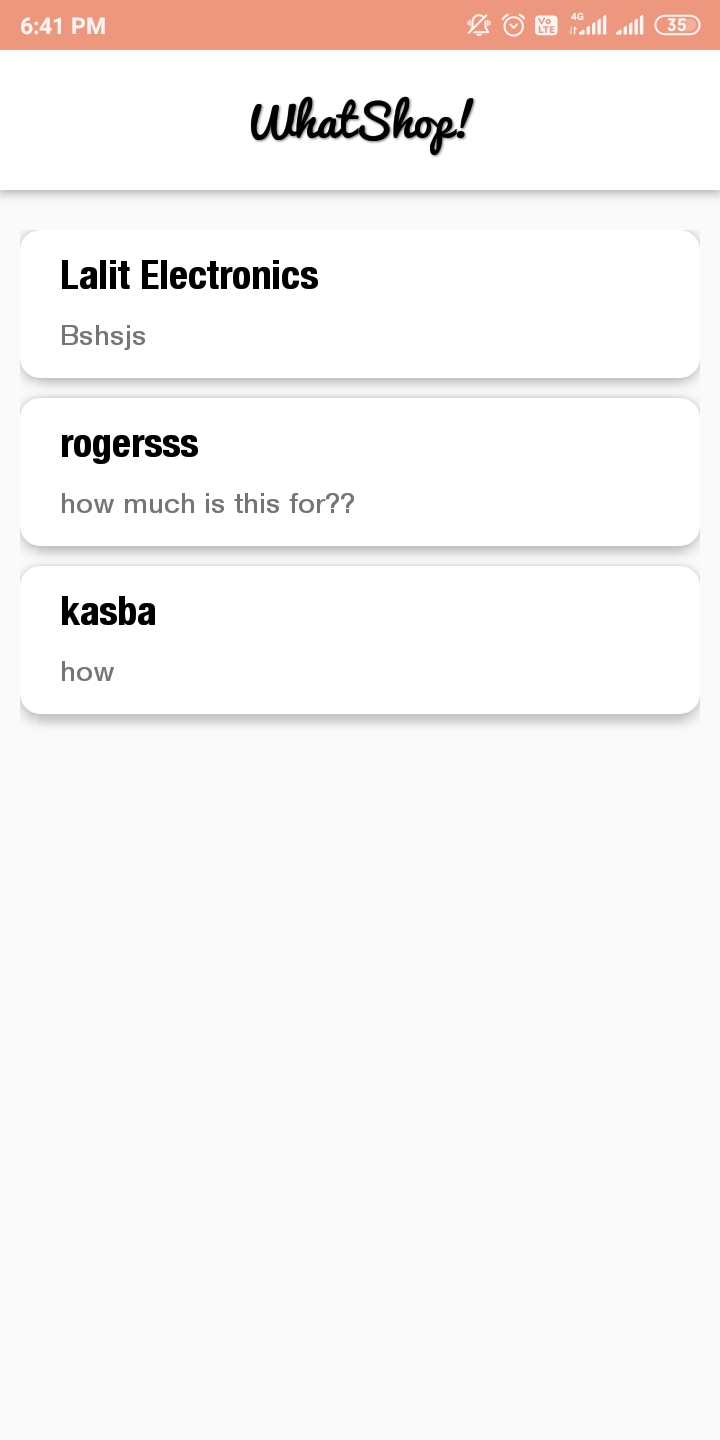 6:41 PM
Vo LTE
4G
35
WhatShop!
Lalit Electronics
Bshsjs
rogersss
how much is this for??
kasba
how